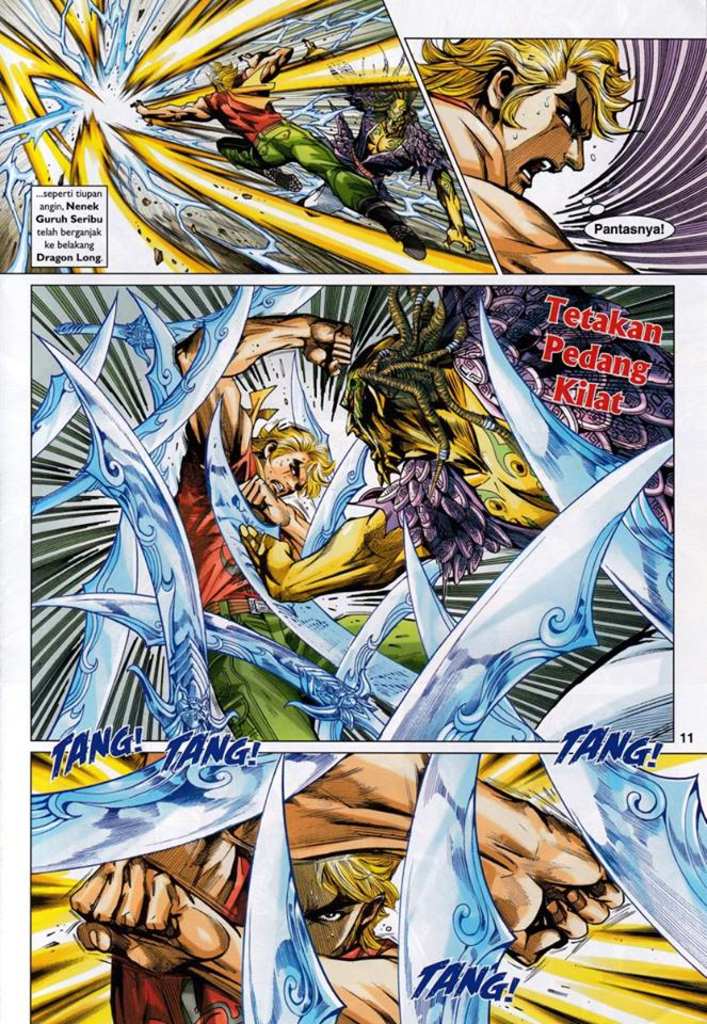 ...seperti tiupan
angin, Nenek
Guruh Seribu
telah berganjak
ke belakang
Dragon Long.
Pantasnya!
Tetakan
Pedang
Kilat
11
TANG!
TANG!
TANG!
TANG!